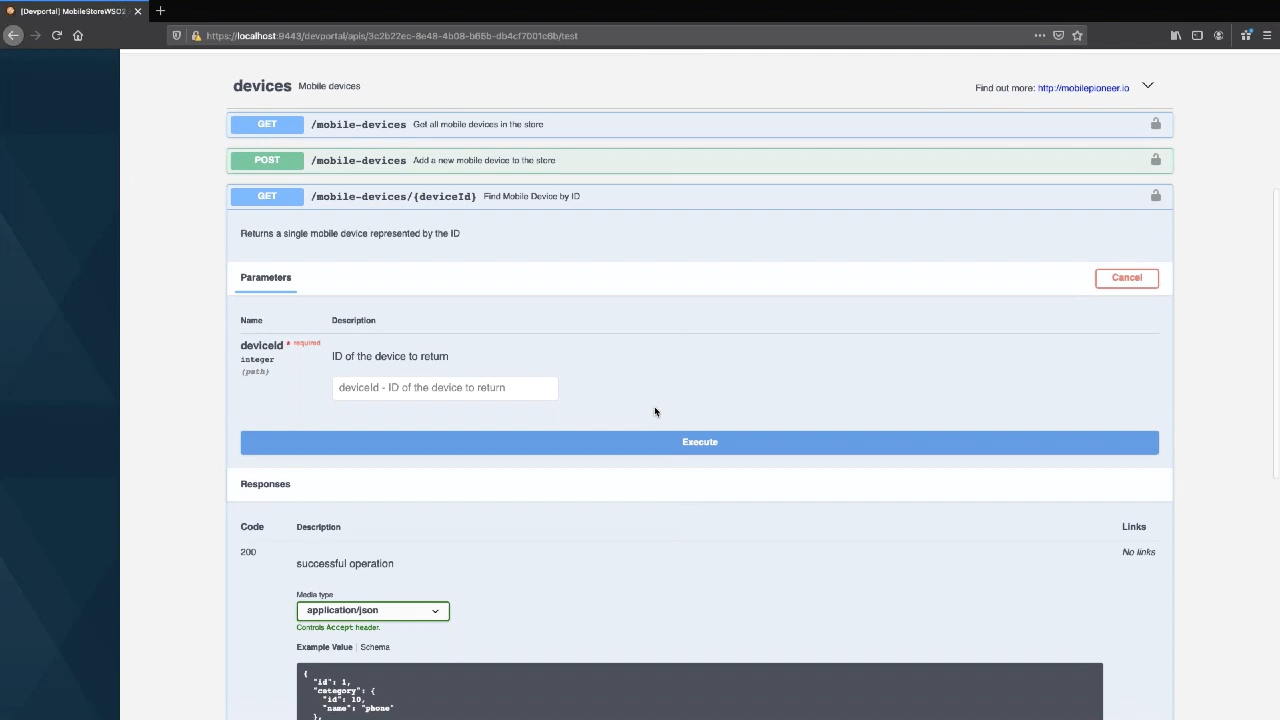 [Devportal] MobileStoreWSO2
https://localhost:9443/devportal/apis/3c2b22ec-8e48-4b08-b65b-db4cf7001c6b/test
devices Mobile devices
Find out more: http://mobilepioneer.io
GET /mobile-devices Get all mobile devices in the store
POST /mobile-devices Add a new mobile device to the store
GET /mobile-devices/{deviceId} Find Mobile Device by ID
Returns a single mobile device represented by the ID
Parameters
Cancel
Name Description
deviceId * required
integer
(path)
ID of the device to return
deviceId - ID of the device to return
Execute
Responses
Code Description Links
200
successful operation
No links
Media type
application/json
Controls Accept header.
Example Value | Schema
{
"id": 1,
"category": {
"id": 10,
"name": "phone"
},